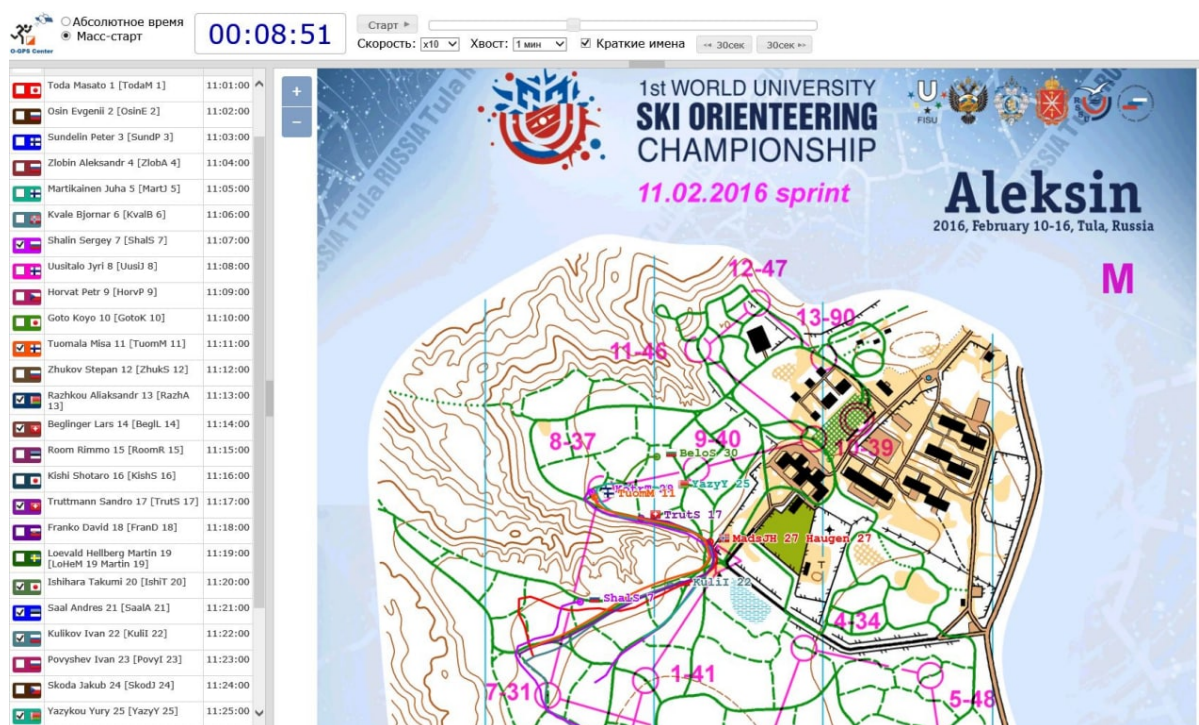 Абсолютное время
Масс-старт
O-GPS Center
00:08:51
Старт
Скорость: x10
Хвост: 1 мин
Краткие имена
30сек
30сек
Toda Masato 1 [TodaM 1] 11:01:00
Osin Evgenii 2 [OsinE 2] 11:02:00
Sundelin Peter 3 [SundP 3] 11:03:00
Zlobin Aleksandr 4 [ZlobA 4] 11:04:00
Martikainen Juha 5 [MartJ 5] 11:05:00
Kvale Bjornar 6 [KvalB 6] 11:06:00
Shalin Sergey 7 [ShalS 7] 11:07:00
Uusitalo Jyri 8 [UusiJ 8] 11:08:00
Horvat Petr 9 [HorvP 9] 11:09:00
Goto Koyo 10 [GotoK 10] 11:10:00
Tuomala Misa 11 [TuomM 11] 11:11:00
Zhukov Stepan 12 [ZhukS 12] 11:12:00
Razhkou Aliaksandr 13 [RazhA 13] 11:13:00
Beglinger Lars 14 [BeglL 14] 11:14:00
Room Rimmo 15 [RoomR 15] 11:15:00
Kishi Shotaro 16 [KishS 16] 11:16:00
Truttmann Sandro 17 [TrutS 17] 11:17:00
Franko David 18 [FranD 18] 11:18:00
Loevald Hellberg Martin 19 [LoHeM 19 Martin 19] 11:19:00
Ishihara Takumi 20 [IshiT 20] 11:20:00
Saal Andres 21 [SaalA 21] 11:21:00
Kulikov Ivan 22 [KuliI 22] 11:22:00
Povyshev Ivan 23 [PovyI 23] 11:23:00
Skoda Jakub 24 [SkodJ 24] 11:24:00
Yazykou Yury 25 [YazyY 25] 11:25:00
1st WORLD UNIVERSITY
SKI ORIENTEERING
CHAMPIONSHIP
11.02.2016 sprint
FISU
Aleksin
2016, February 10-16, Tula, Russia
M
12-47
13-90
11-46
8-37
9-40
10-39
BeloS 30
YazyY 25
TuomM 11
TrutS 17
MadsJH 27 Haugen 27
KuliI 22
ShalS 7
4-34
1-41
7-31
5-48